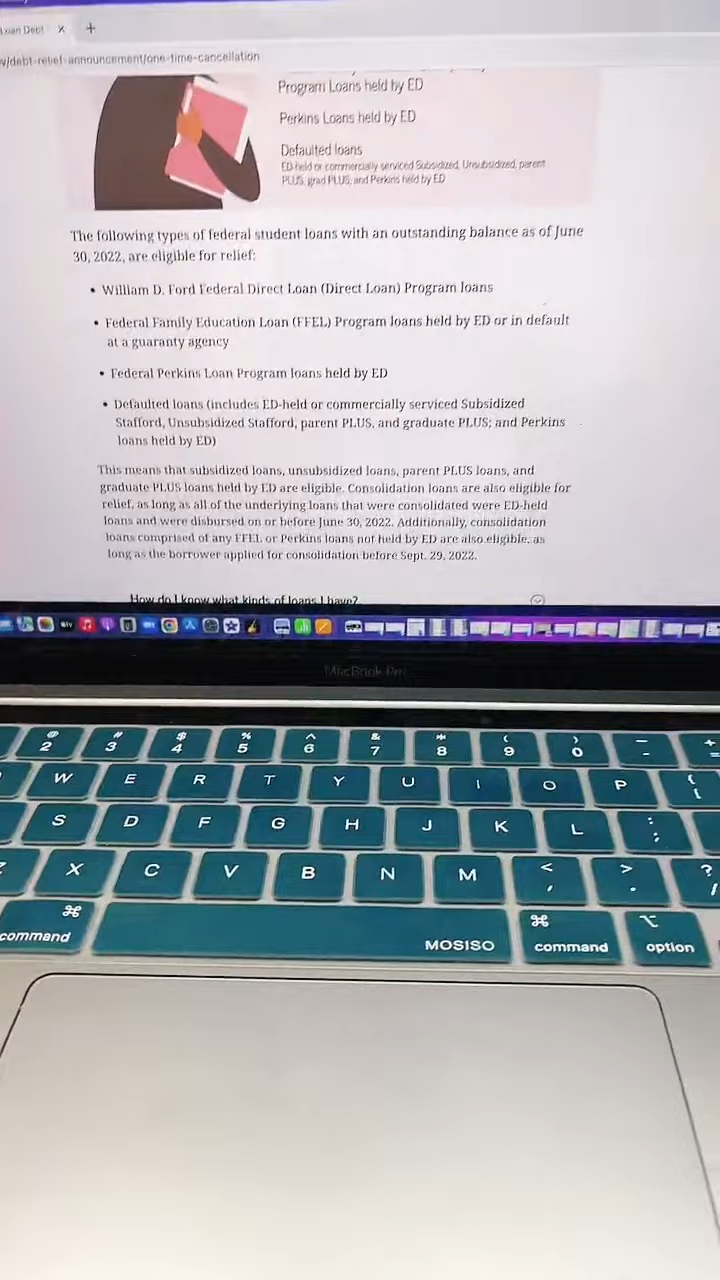 Loan Debt
debt-relief-announcement/one-time-cancellation
Program Loans held by ED
Perkins Loans held by ED
Defaulted loans
ED-held or commercially serviced Subsidized, Unsubsidized, parent
PLUS, grad PLUS, and Perkins held by ED
The following types of federal student loans with an outstanding balance as of June
30, 2022, are eligible for relief:
• William D. Ford Federal Direct Loan (Direct Loan) Program loans
• Federal Family Education Loan (FFEL) Program loans held by ED or in default
at a guaranty agency
• Federal Perkins Loan Program loans held by ED
• Defaulted loans (includes ED-held or commercially serviced Subsidized
Stafford, Unsubsidized Stafford, parent PLUS, and graduate PLUS; and Perkins
loans held by ED)
This means that subsidized loans, unsubsidized loans, parent PLUS loans, and
graduate PLUS loans held by ED are eligible. Consolidation loans are also eligible for
relief, as long as all of the underlying loans that were consolidated were ED-held
loans and were disbursed on or before June 30, 2022. Additionally, consolidation
loans comprised of any FFEL or Perkins loans not held by ED are also eligible, as
long as the borrower applied for consolidation before Sept. 29, 2022.
How do I know what kinds of loans I have?
MacBook Pro
@ # $ % ^ & * ( ) _ +
2 3 4 5 6 7 8 9 0 - =
W E R T Y U I O P { [
S D F G H J K L : ;
X C V B N M < , > . ? /
⌘ ⌘ ⌥
command MOSISO command option